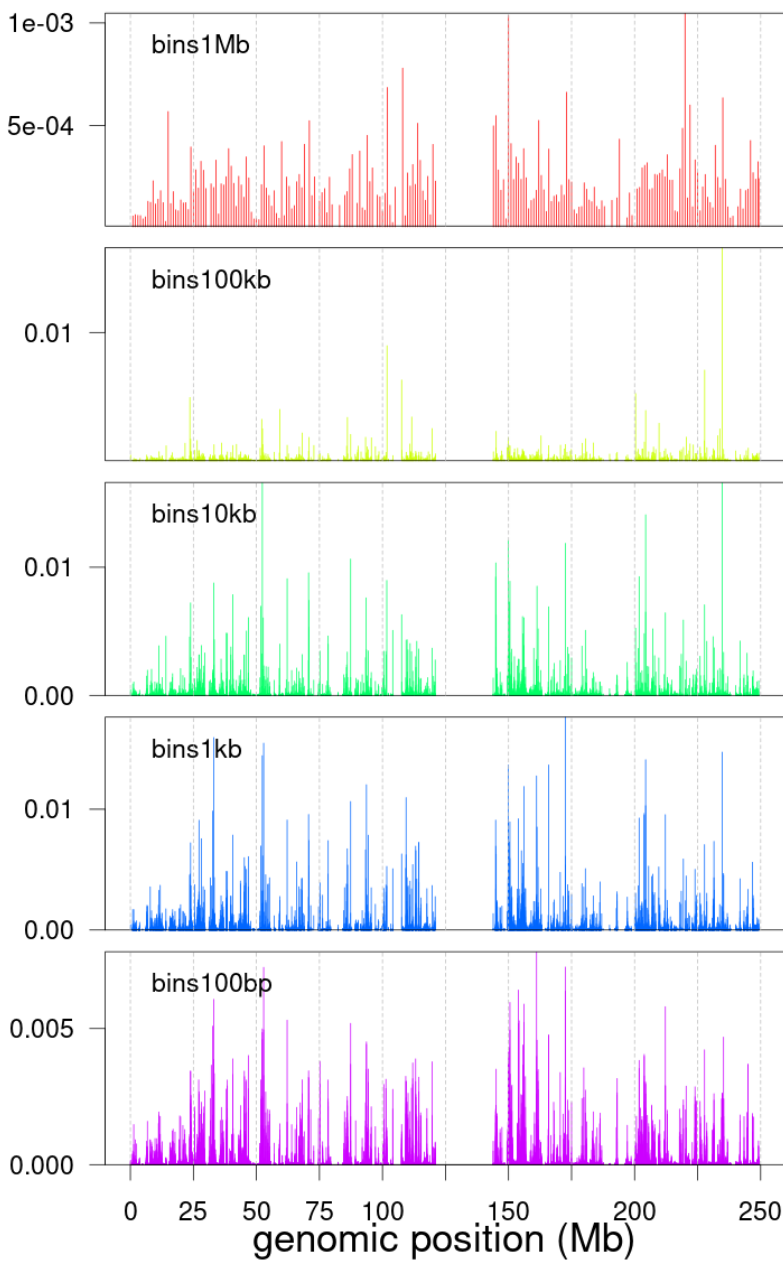 1e-03
5e-04
bins1Mb
0.01
bins100kb
0.01
0.00
bins10kb
0.01
0.00
bins1kb
0.005
0.000
bins100bp
0 25 50 75 100 150 200 250
genomic position (Mb)